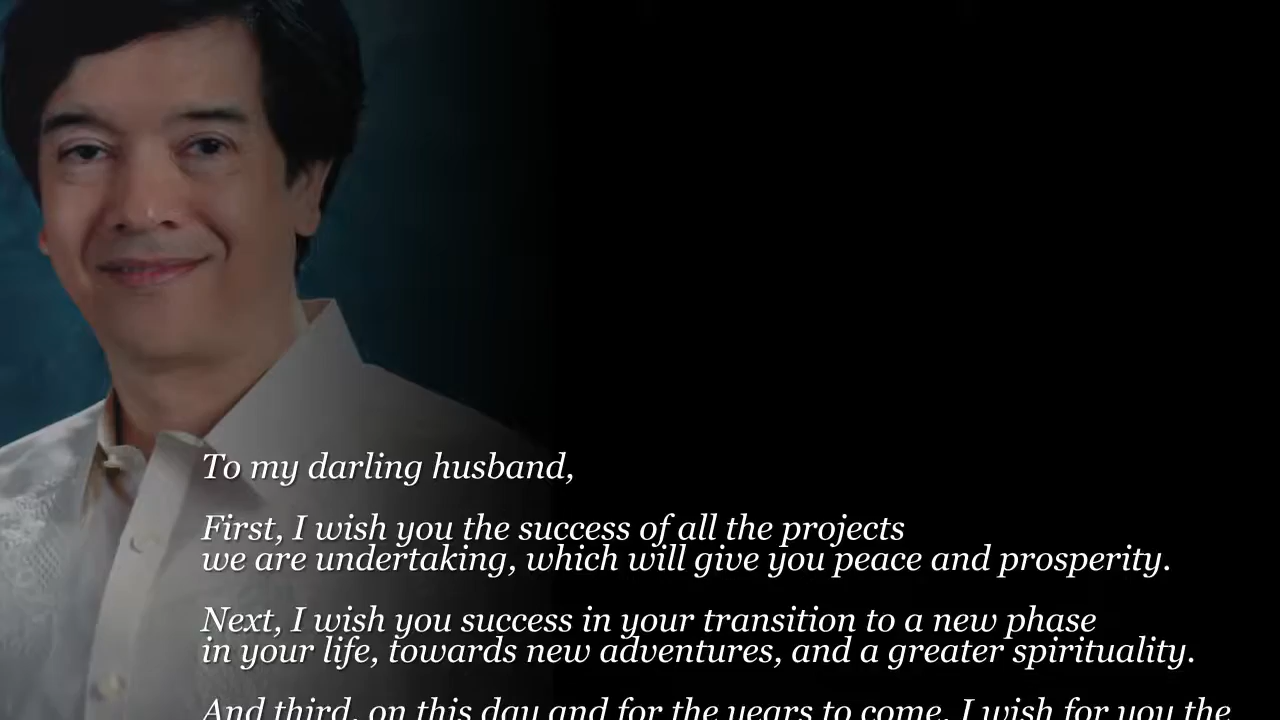 To my darling husband,
First, I wish you the success of all the projects
we are undertaking, which will give you peace and prosperity.
Next, I wish you success in your transition to a new phase
in your life, towards new adventures, and a greater spirituality.
And third, on this day and for the years to come, I wish for you the